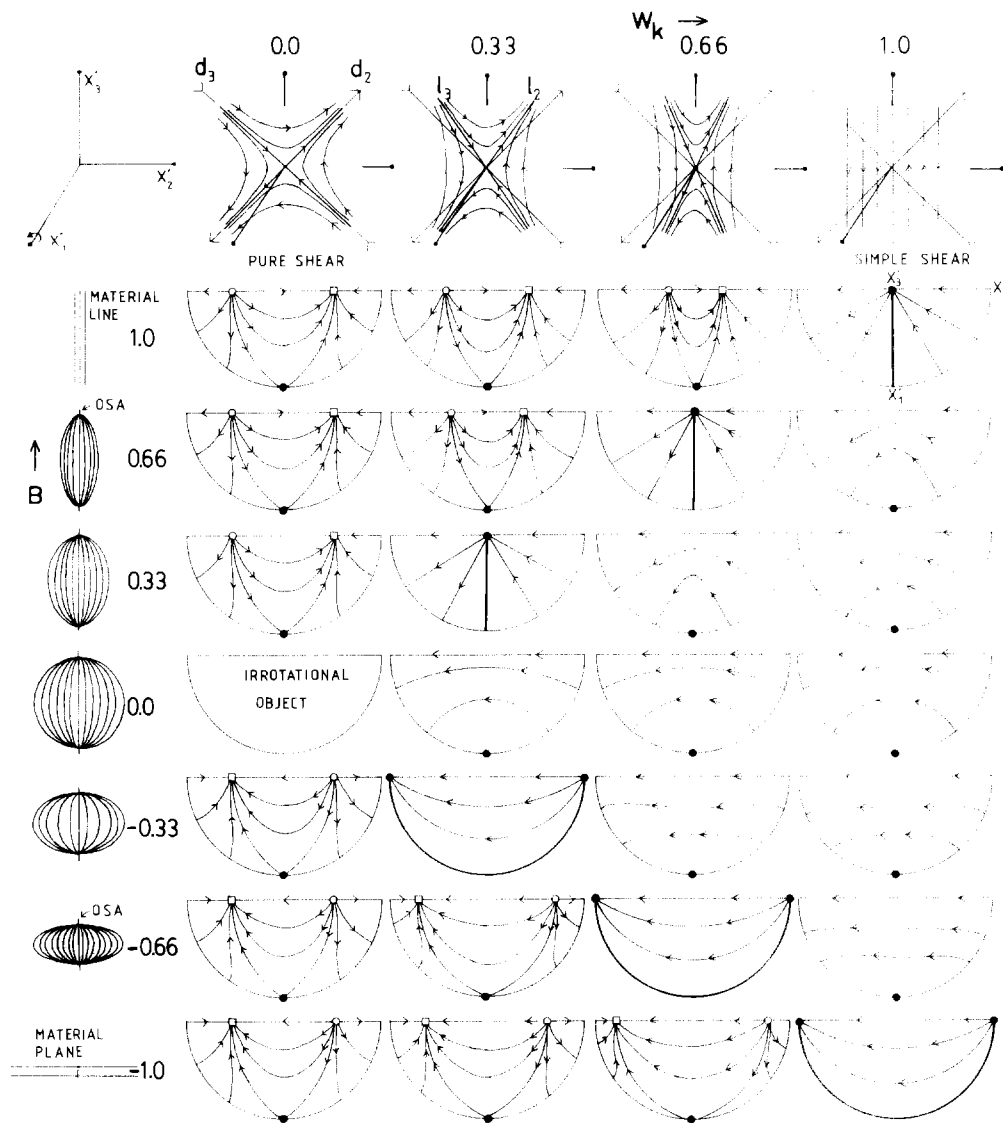 Wk →
0.0 0.33 0.66 1.0
d3 d2 l3 l2
X'3
X'2
X'1
PURE SHEAR SIMPLE SHEAR
MATERIAL
LINE
1.0
X'3 X
X1
OSA
0.66
B
0.33
IRROTATIONAL
OBJECT
0.0
-0.33
OSA
-0.66
MATERIAL
PLANE
-1.0